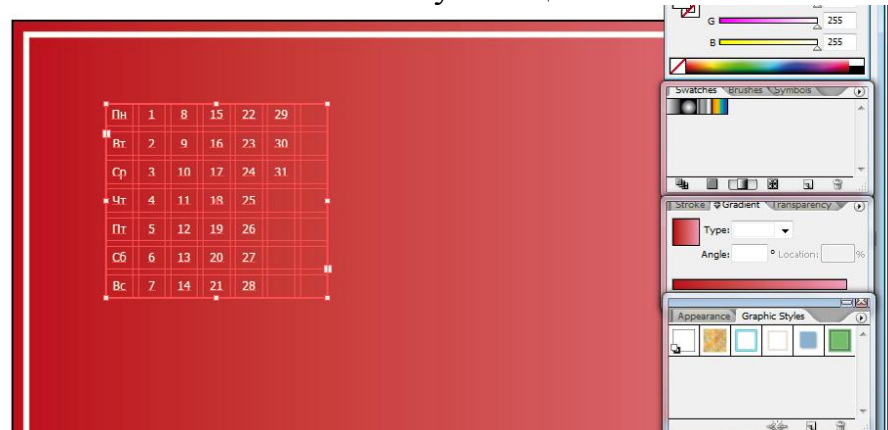 G 255
B 255
Swatches Brushes Symbols
Пн 1 8 15 22 29
Вт 2 9 16 23 30
Ср 3 10 17 24 31
Чт 4 11 18 25
Пт 5 12 19 26
Сб 6 13 20 27
Вс 7 14 21 28
Stroke Gradient Transparency
Type:
Angle: ° Location: %
Appearance Graphic Styles